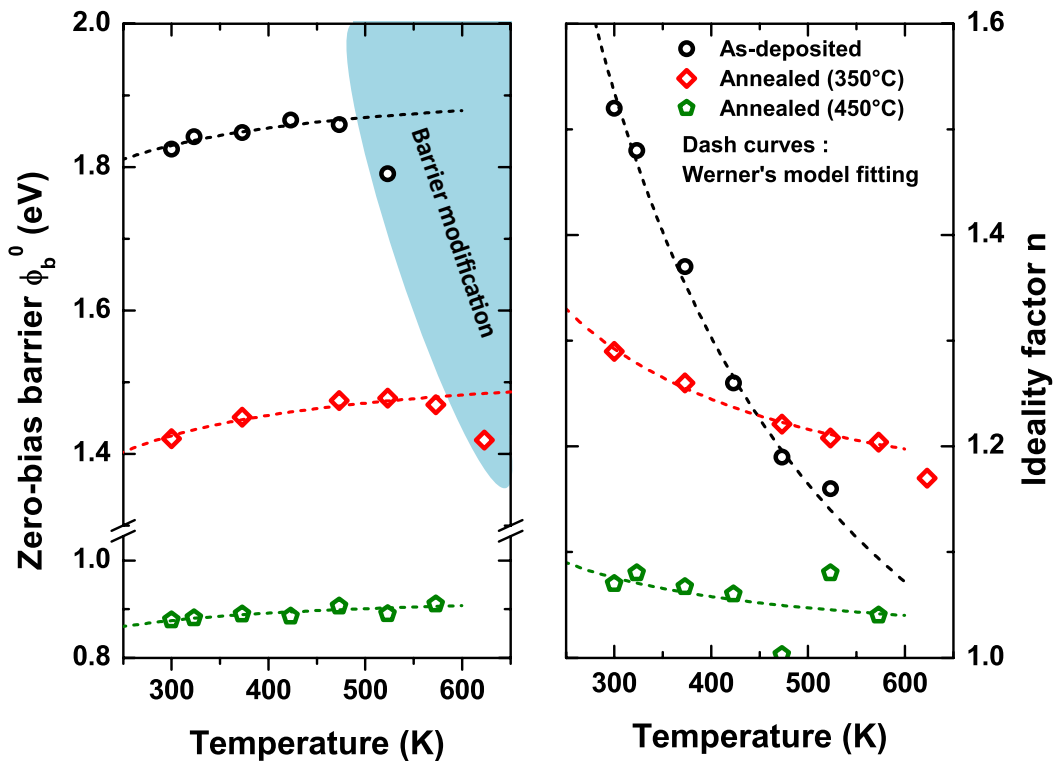 Zero-bias barrier ϕb0 (eV)
2.0
1.8
1.6
1.4
1.0
0.8
Barrier modification
300
400
500
600
Temperature (K)
As-deposited
Annealed (350°C)
Annealed (450°C)
Dash curves :
Werner's model fitting
1.6
1.4
1.2
1.0
Ideality factor n
300
400
500
600
Temperature (K)